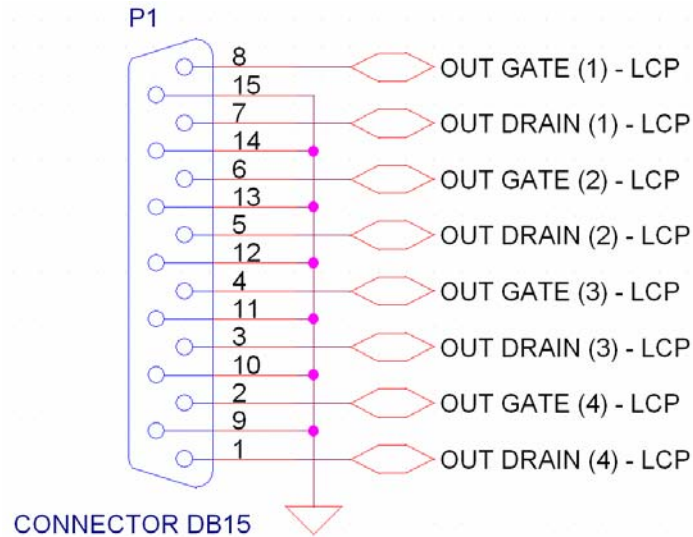 P1
8 OUT GATE (1) - LCP
15
7 OUT DRAIN (1) - LCP
14
6 OUT GATE (2) - LCP
13
5 OUT DRAIN (2) - LCP
12
4 OUT GATE (3) - LCP
11
3 OUT DRAIN (3) - LCP
10
2 OUT GATE (4) - LCP
9
1 OUT DRAIN (4) - LCP
CONNECTOR DB15